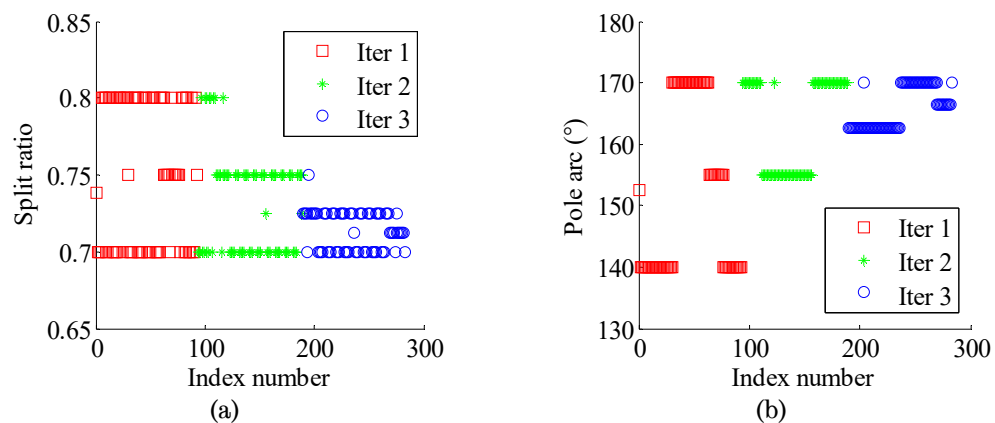 0.85
0.8
0.75
0.7
0.65
Split ratio
Iter 1
Iter 2
Iter 3
0 100 200 300
Index number
(a)
180
170
160
150
140
130
Pole arc (°)
Iter 1
Iter 2
Iter 3
0 100 200 300
Index number
(b)